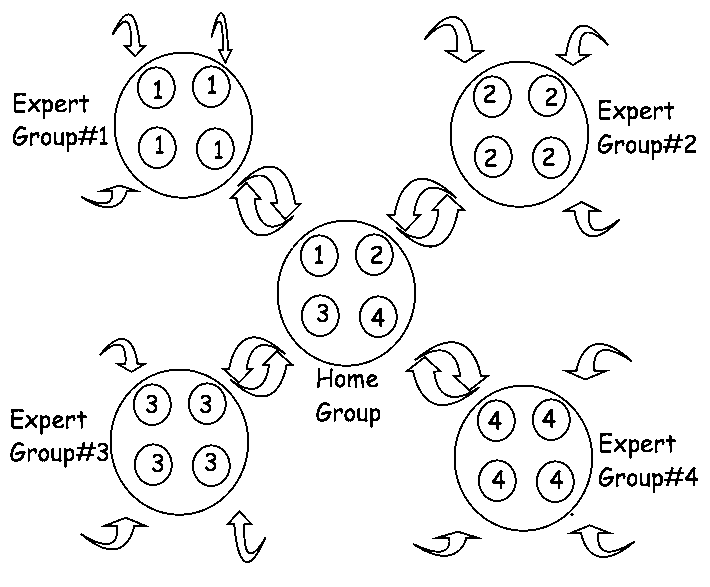 1 1
Expert
Group#1
1 1
2 2
Expert
Group#2
2 2
1 2
3 4
Home
Group
3 3
Expert
Group#3
3 3
4 4
Expert
Group#4
4 4